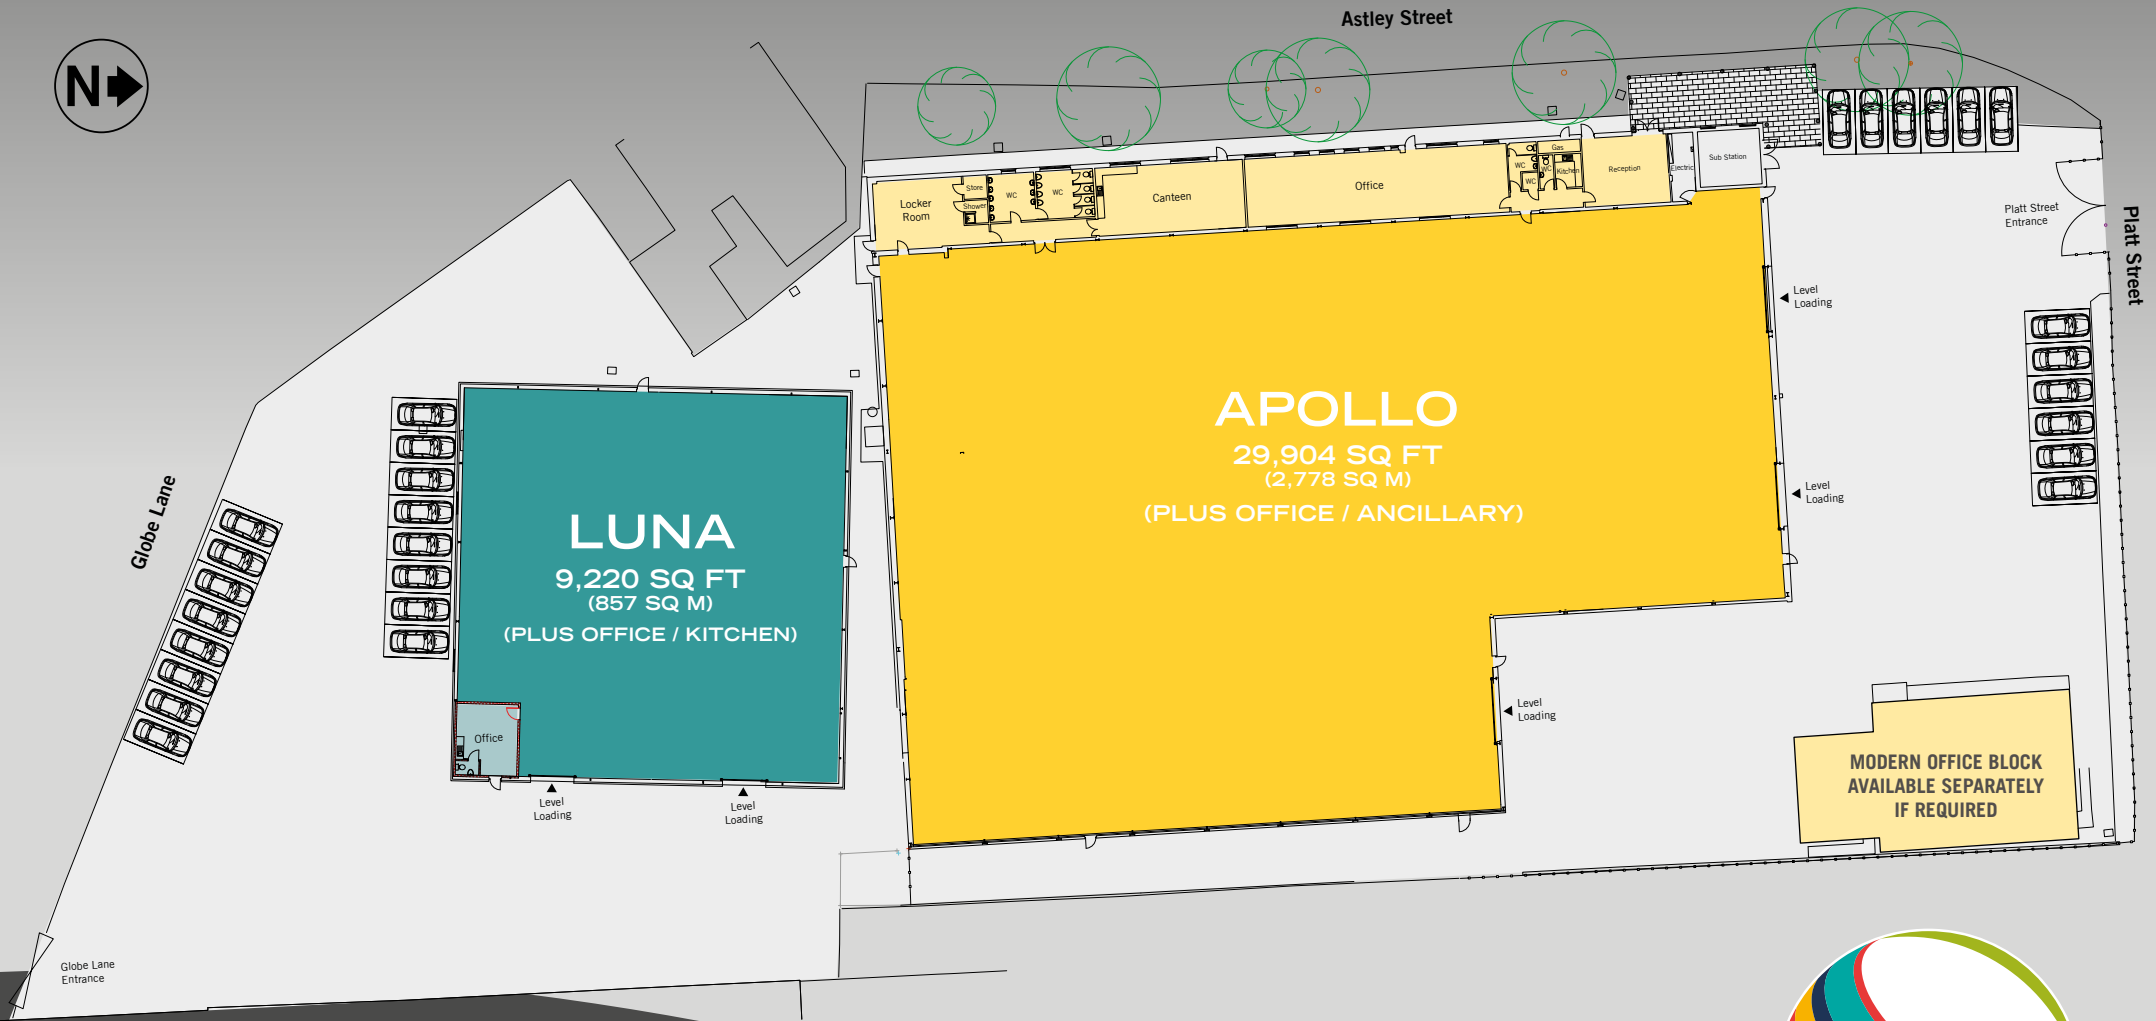 Astley Street
N
Platt Street
Globe Lane
Locker
Room
Store
Shower
WC
WC
Canteen
Office
WC
WC
WC
Gas
Kitchen
Reception
Electric
Sub Station
Platt Street
Entrance
Level
Loading
Level
Loading
Level
Loading
APOLLO
29,904 SQ FT
(2,778 SQ M)
(PLUS OFFICE / ANCILLARY)
LUNA
9,220 SQ FT
(857 SQ M)
(PLUS OFFICE / KITCHEN)
Office
Level
Loading
Level
Loading
MODERN OFFICE BLOCK
AVAILABLE SEPARATELY
IF REQUIRED
Globe Lane
Entrance